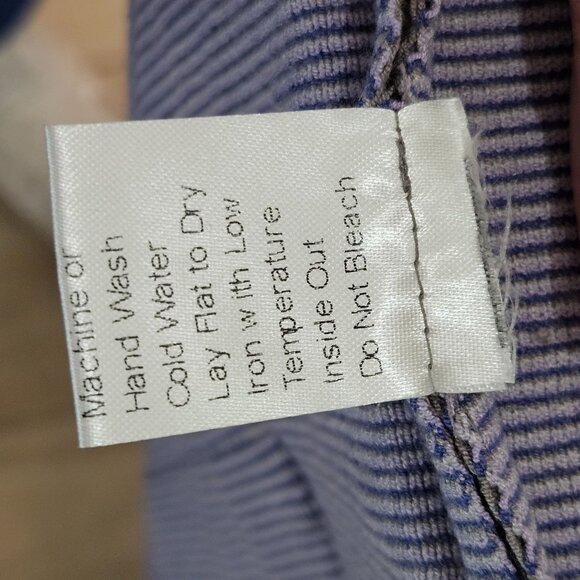 Machine or
Hand Wash
Cold Water
Lay Flat to Dry
Iron with Low
Temperature
Inside Out
Do Not Bleach